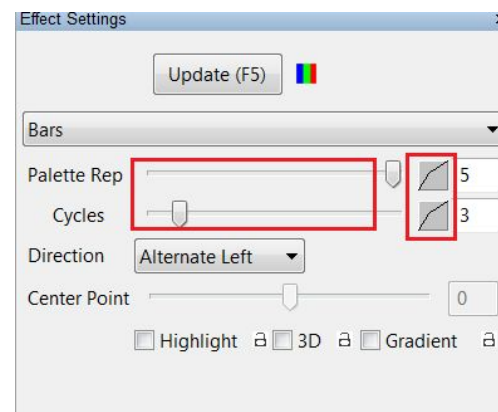 Effect Settings
Update (F5)
Bars
Palette Rep 5
Cycles 3
Direction Alternate Left
Center Point 0
Highlight 3D Gradient